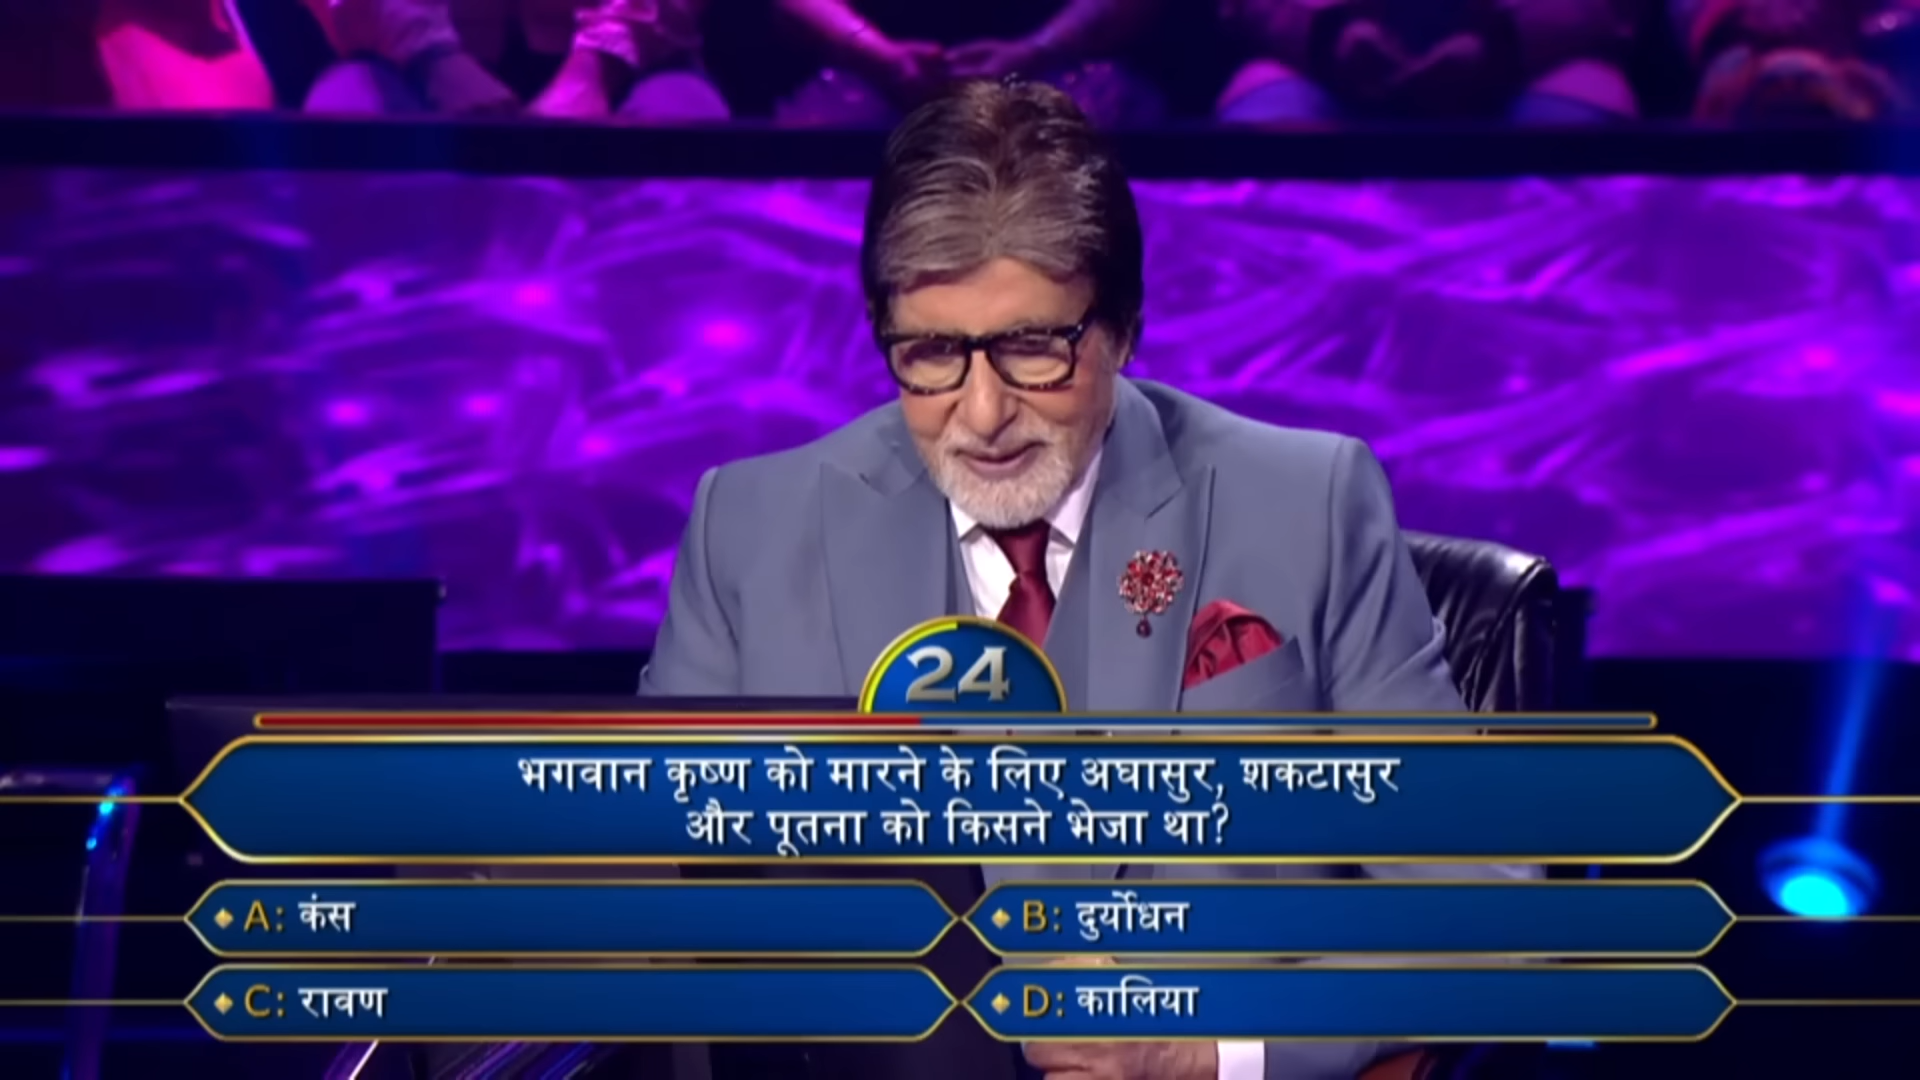 24
भगवान कृष्ण को मारने के लिए अघासुर, शकटासुर
और पूतना को किसने भेजा था?
A: कंस
B: दुर्योधन
C: रावण
D: कालिया